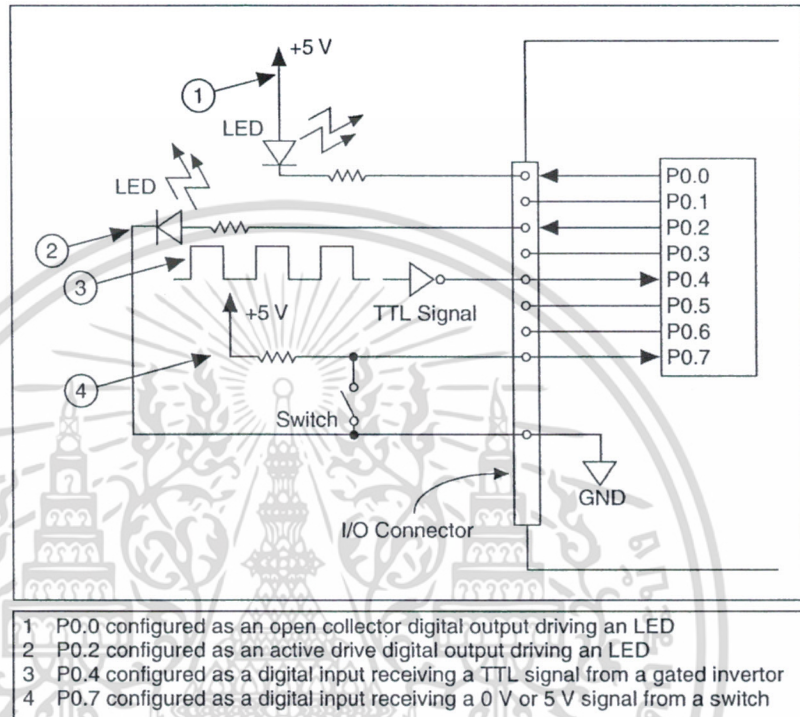 +5 V
1
LED
LED
P0.0
P0.1
2
P0.2
3
P0.3
P0.4
TTL Signal
+5 V
P0.5
P0.6
P0.7
4
Switch
GND
I/O Connector
1 P0.0 configured as an open collector digital output driving an LED
2 P0.2 configured as an active drive digital output driving an LED
3 P0.4 configured as a digital input receiving a TTL signal from a gated invertor
4 P0.7 configured as a digital input receiving a 0 V or 5 V signal from a switch